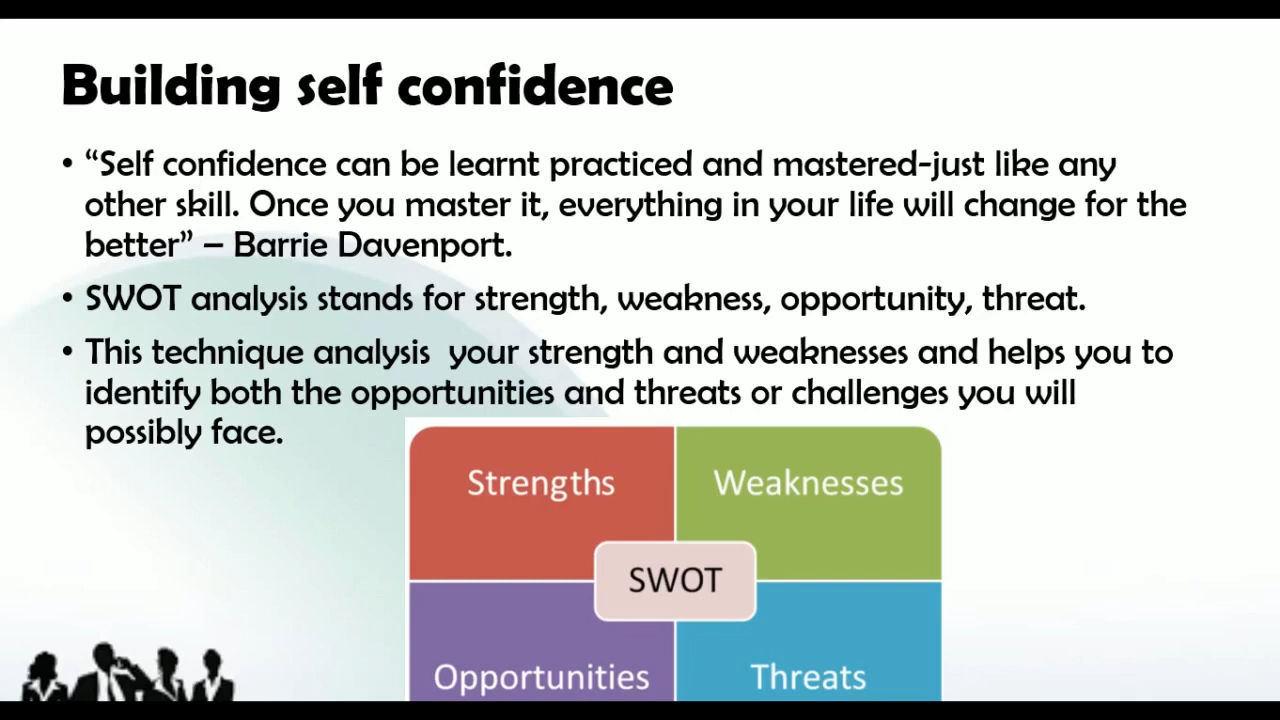 Building self confidence
• “Self confidence can be learnt practiced and mastered-just like any
other skill. Once you master it, everything in your life will change for the
better” – Barrie Davenport.
• SWOT analysis stands for strength, weakness, opportunity, threat.
• This technique analysis  your strength and weaknesses and helps you to
identify both the opportunities and threats or challenges you will
possibly face.
Strengths
Weaknesses
SWOT
Opportunities
Threats